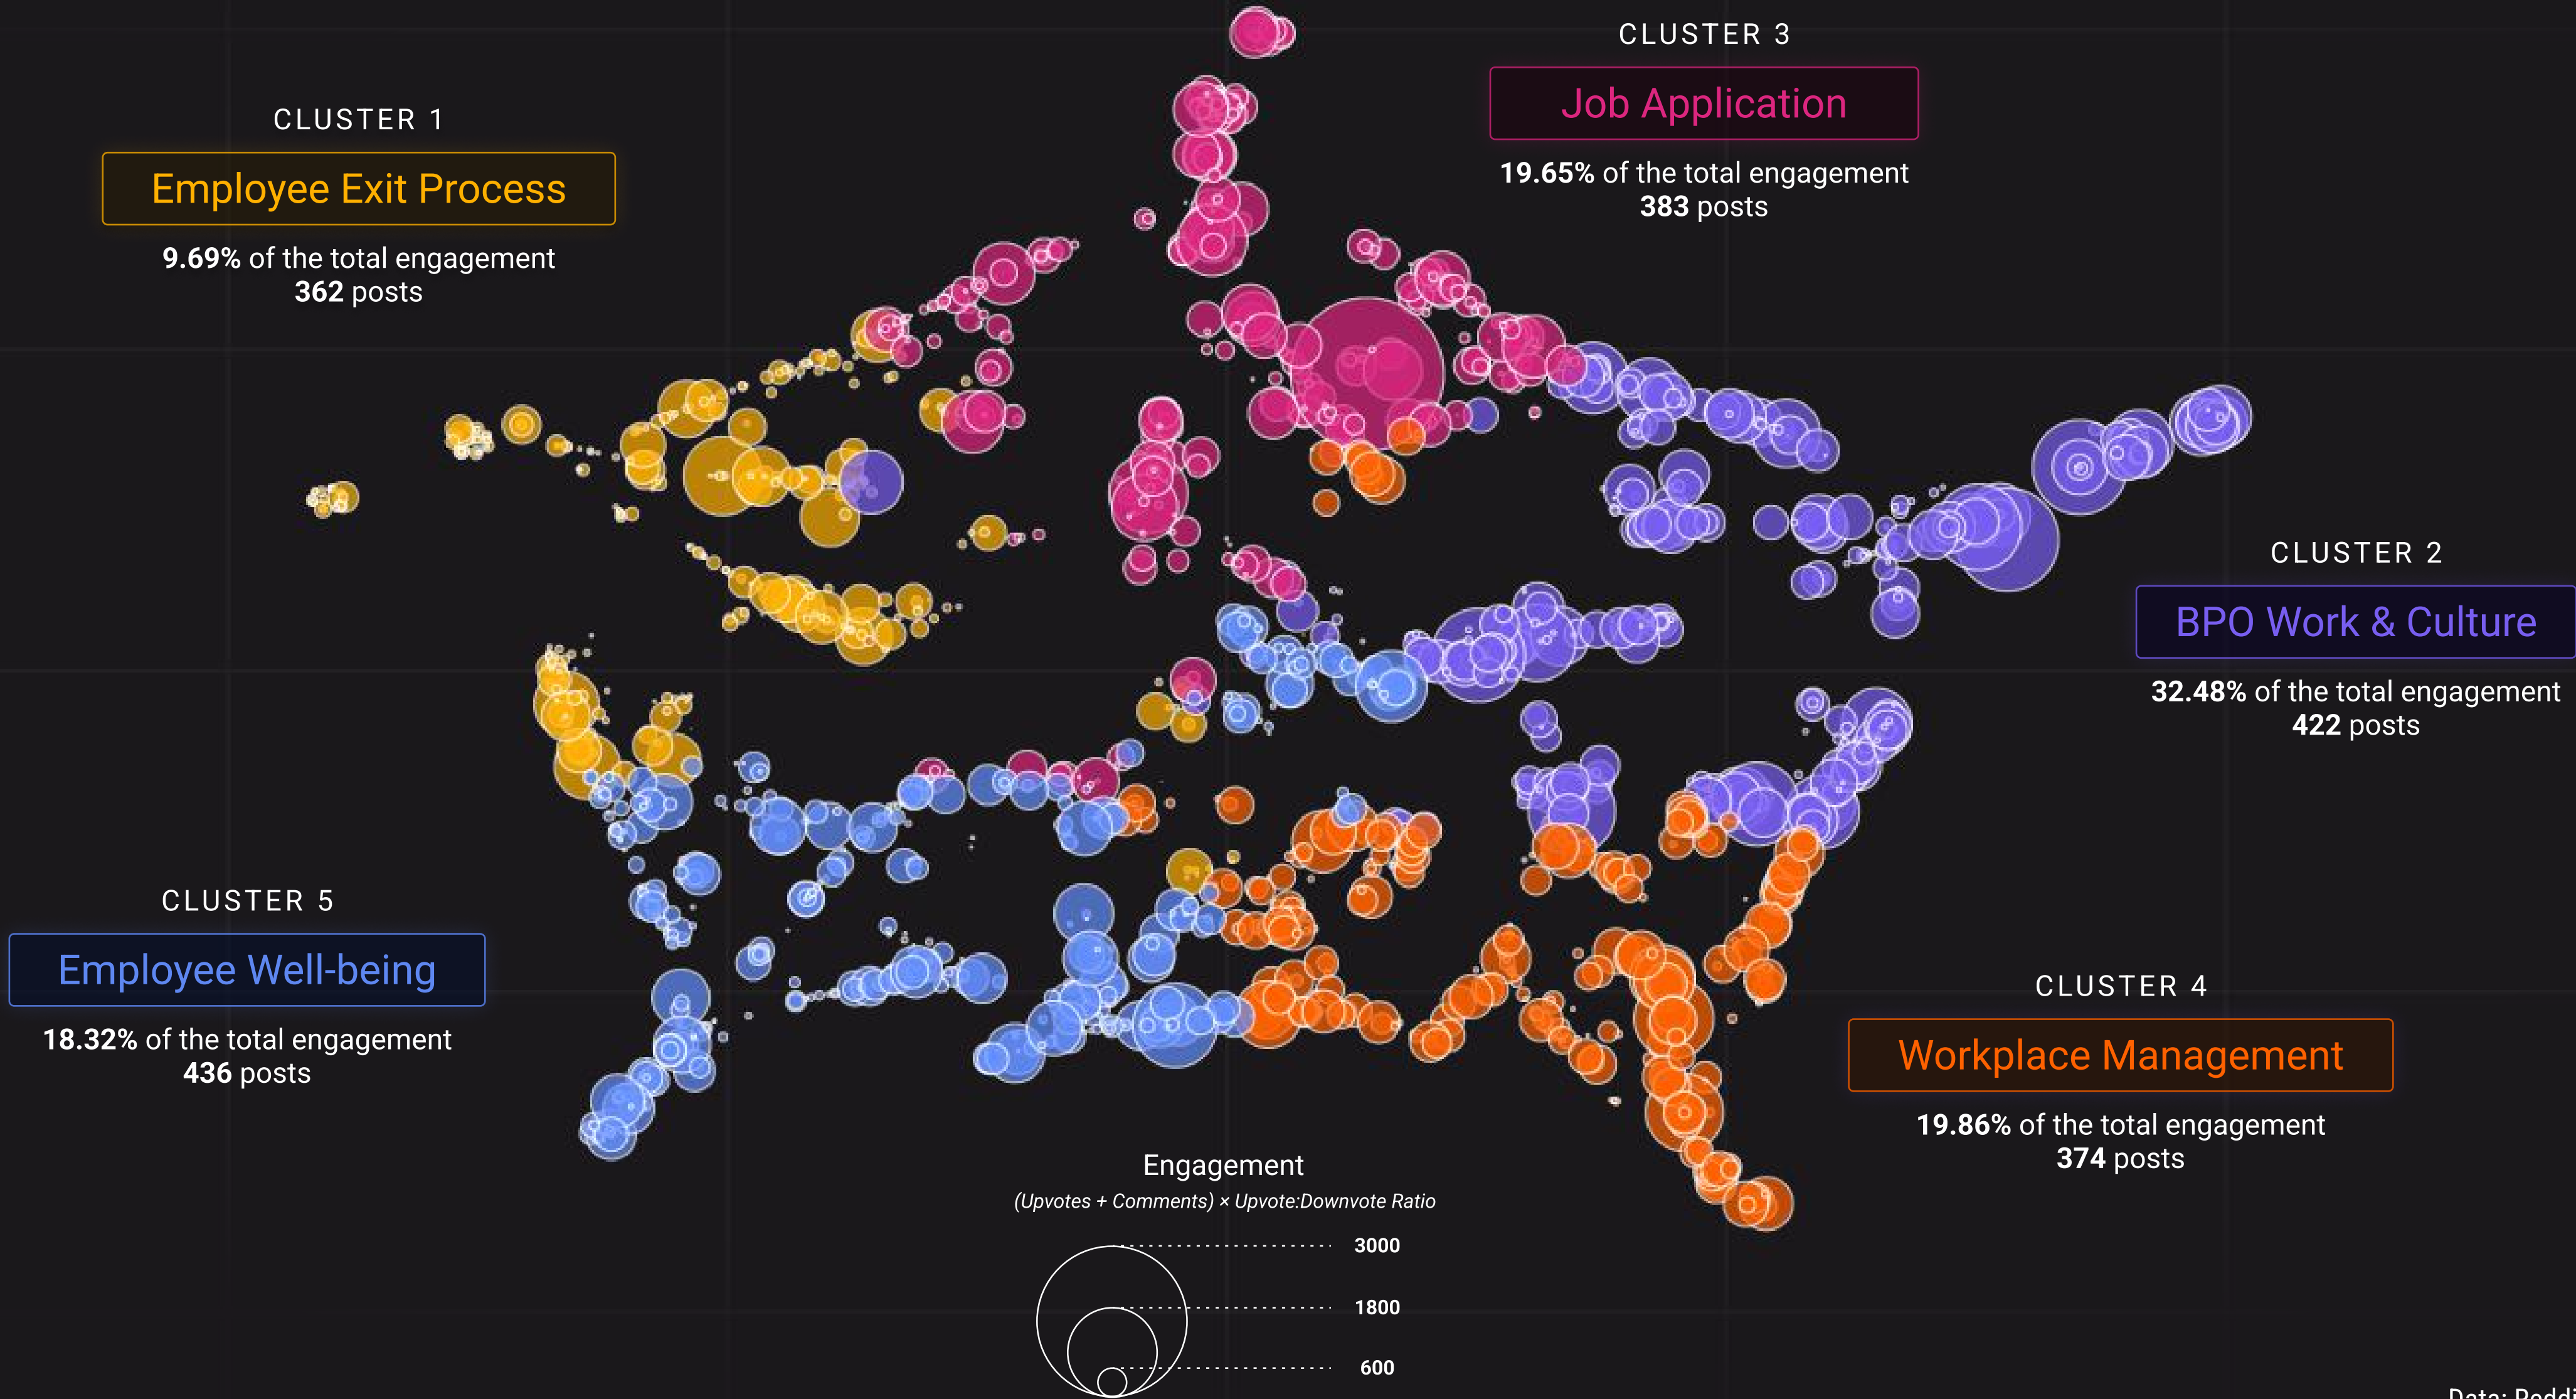 CLUSTER 3
Job Application
19.65% of the total engagement
383 posts
CLUSTER 1
Employee Exit Process
9.69% of the total engagement
362 posts
CLUSTER 2
BPO Work & Culture
32.48% of the total engagement
422 posts
CLUSTER 5
Employee Well-being
18.32% of the total engagement
436 posts
CLUSTER 4
Workplace Management
19.86% of the total engagement
374 posts
Engagement
(Upvotes + Comments) × Upvote:Downvote Ratio
3000
1800
600
Data: